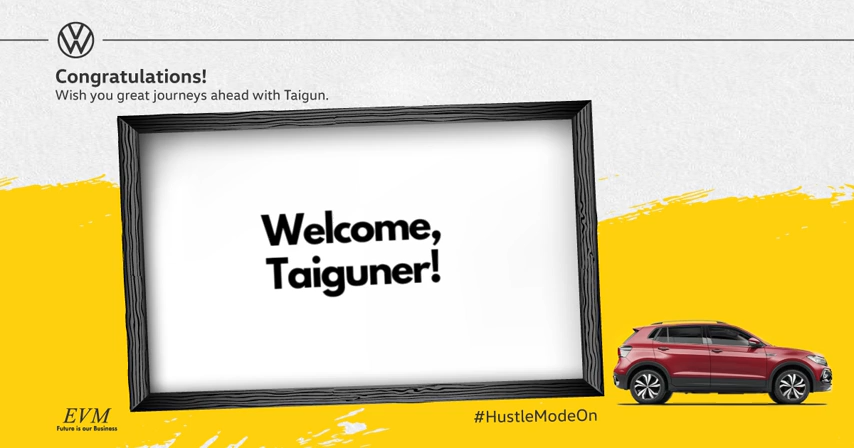 Congratulations!
Wish you great journeys ahead with Taigun.
Welcome,
Taiguner!
#HustleModeOn
EVM
Future is our Business